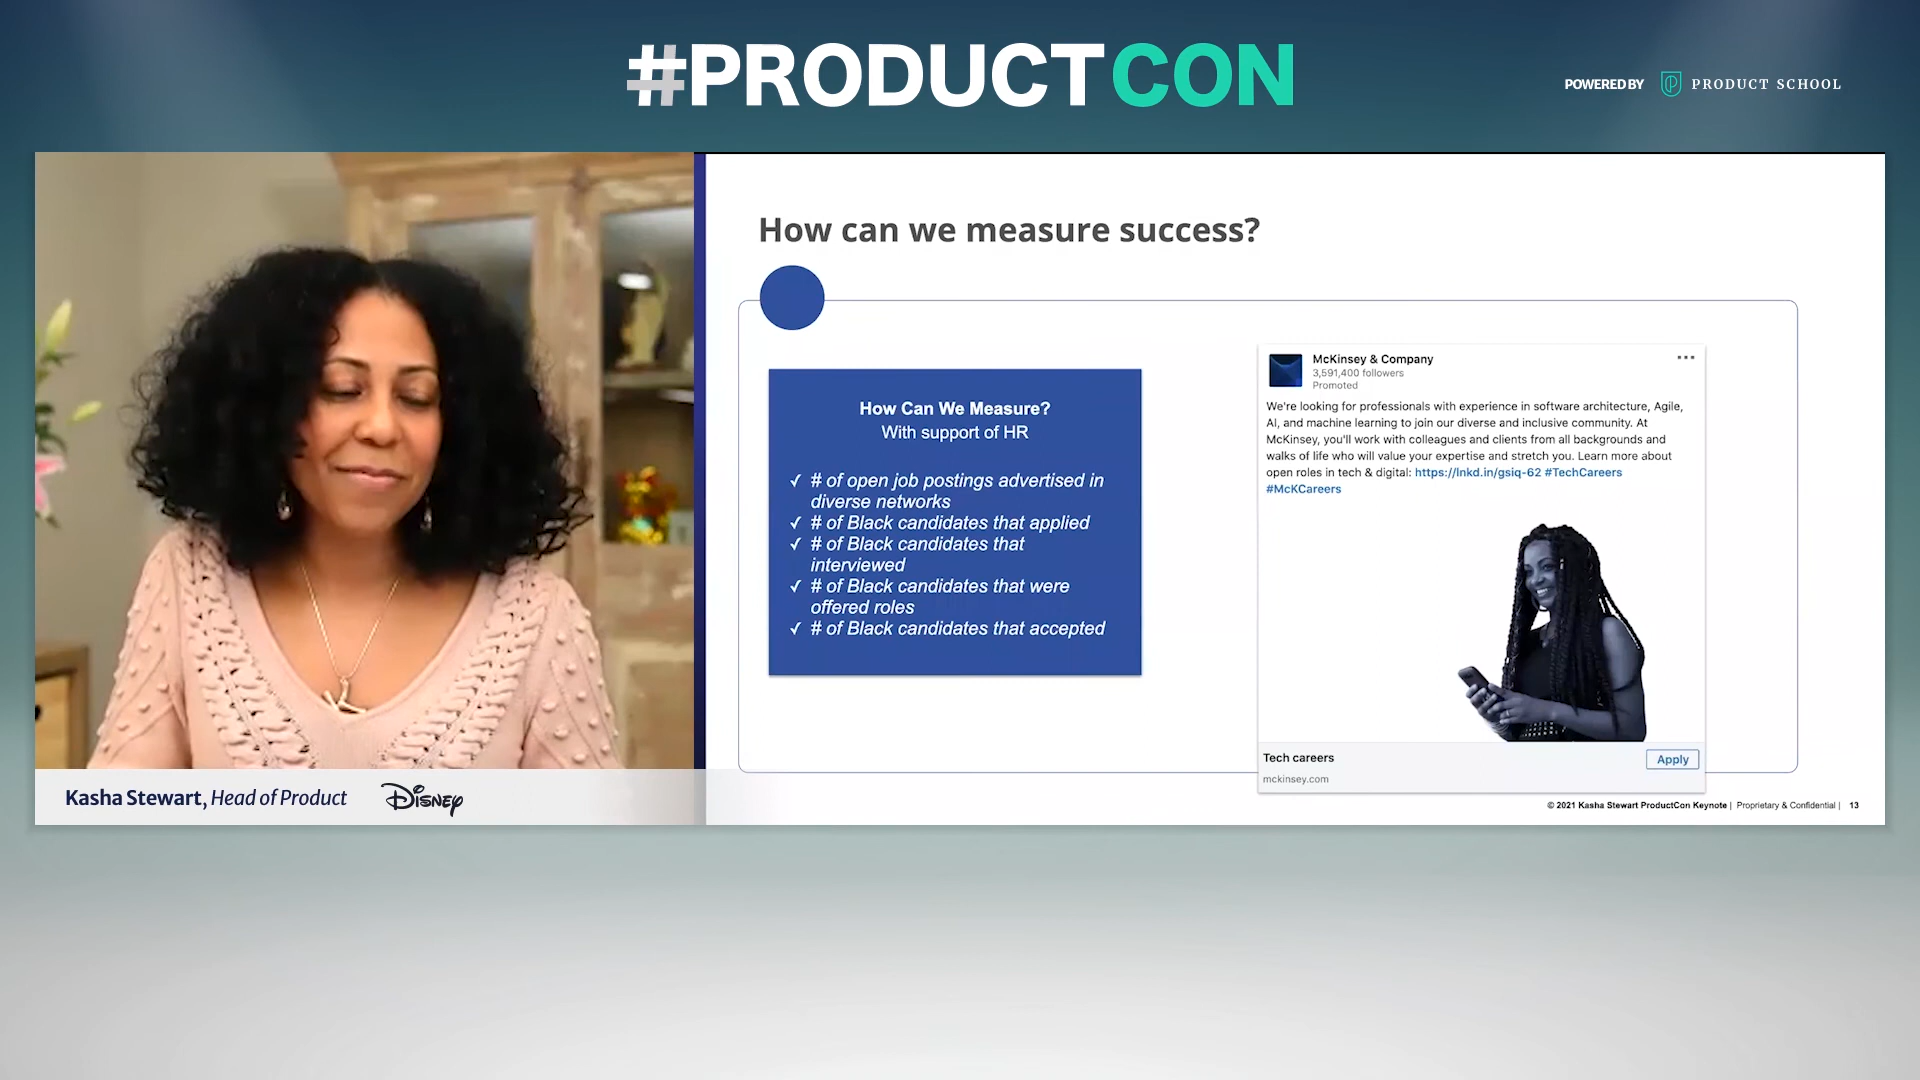 #PRODUCTCON
POWERED BY PRODUCT SCHOOL
How can we measure success?
How Can We Measure?
With support of HR
✓ # of open job postings advertised in
diverse networks
✓ # of Black candidates that applied
✓ # of Black candidates that
interviewed
✓ # of Black candidates that were
offered roles
✓ # of Black candidates that accepted
McKinsey & Company
3,591,400 followers
Promoted
We're looking for professionals with experience in software architecture, Agile,
AI, and machine learning to join our diverse and inclusive community. At
McKinsey, you'll work with colleagues and clients from all backgrounds and
walks of life who will value your expertise and stretch you. Learn more about
open roles in tech & digital: https://lnkd.in/gsiq-62 #TechCareers
#McKCareers
Tech careers
Apply
mckinsey.com
© 2021 Kasha Stewart ProductCon Keynote | Proprietary & Confidential | 13
Kasha Stewart, Head of Product Disney